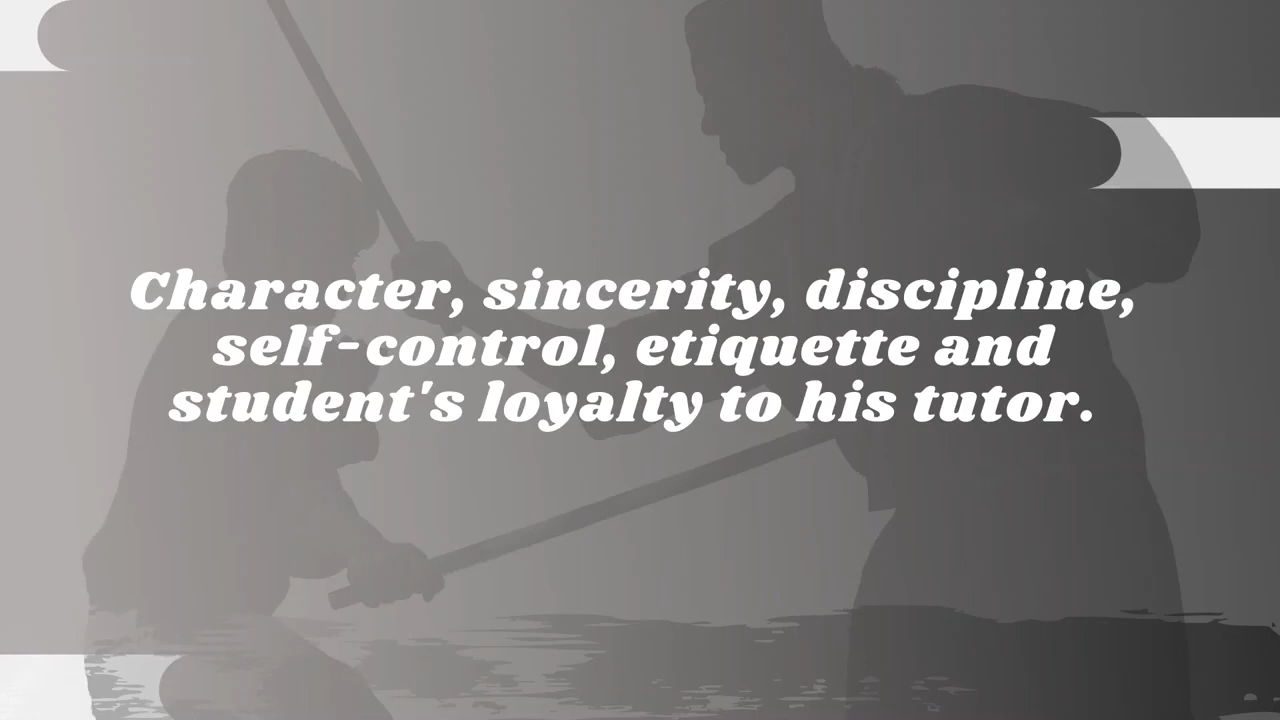 Character, sincerity, discipline,
self-control, etiquette and
student's loyalty to his tutor.